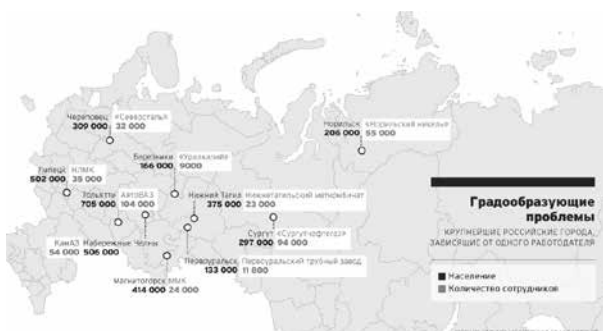 Череповец «Северсталь»
309 000 32 000
Норильск «Норильский никель»
206 000 55 000
Березники «Уралкалий»
166 000 9000
Липецк НЛМК
502 000 35 000
Тольятти АвтоВАЗ
705 000 104 000
Нижний Тагил Нижнетагильский меткомбинат
375 000 23 000
Сургут «Сургутнефтегаз»
297 000 94 000
КамАЗ Набережные Челны
54 000 506 000
Первоуральск Первоуральский трубный завод
133 000 11 800
Магнитогорск ММК
414 000 24 000
Градообразующие
проблемы
КРУПНЕЙШИЕ РОССИЙСКИЕ ГОРОДА,
ЗАВИСЯЩИЕ ОТ ОДНОГО РАБОТОДАТЕЛЯ
Население
Количество сотрудников